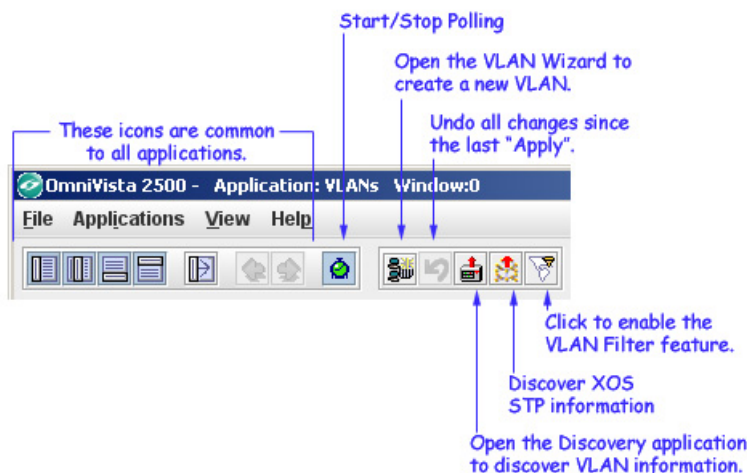 Start/Stop Polling
Open the VLAN Wizard to
create a new VLAN.
Undo all changes since
the last "Apply".
These icons are common
to all applications.
OmniVista 2500 - Application: VLANs Window:0
File Applications View Help
Click to enable the
VLAN Filter feature.
Discover XOS
STP information
Open the Discovery application
to discover VLAN information.